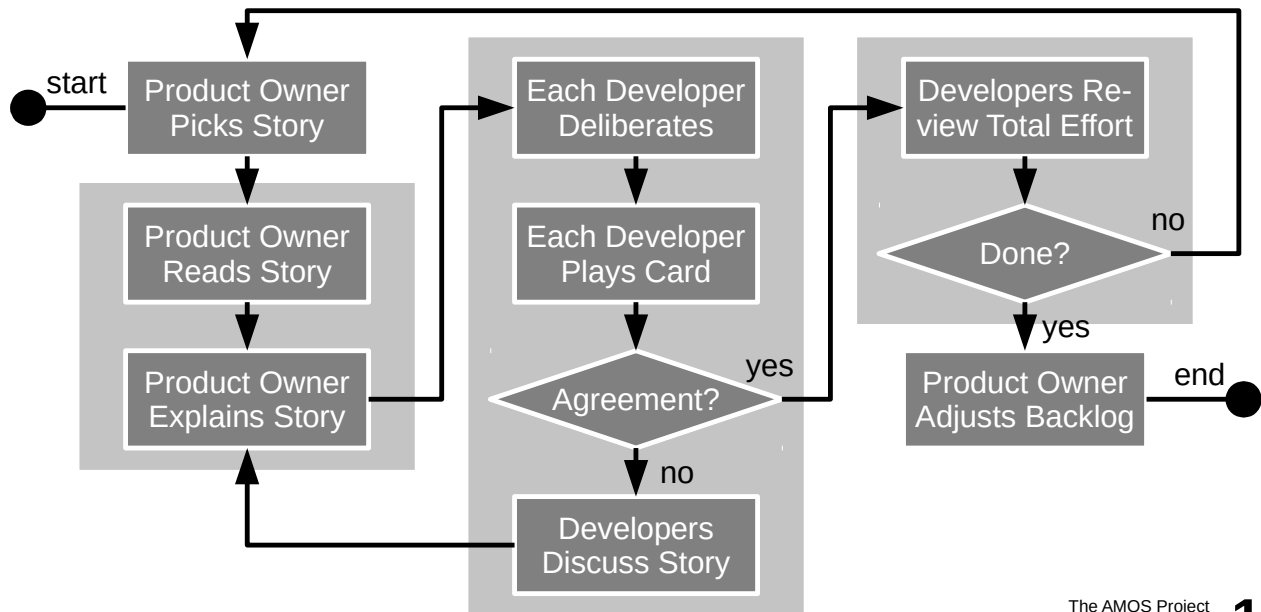 start
Product Owner
Picks Story
Product Owner
Reads Story
Product Owner
Explains Story
Each Developer
Deliberates
Each Developer
Plays Card
Agreement?
yes
no
Developers
Discuss Story
Developers Re-
view Total Effort
Done?
no
yes
Product Owner
Adjusts Backlog
end
The AMOS Project